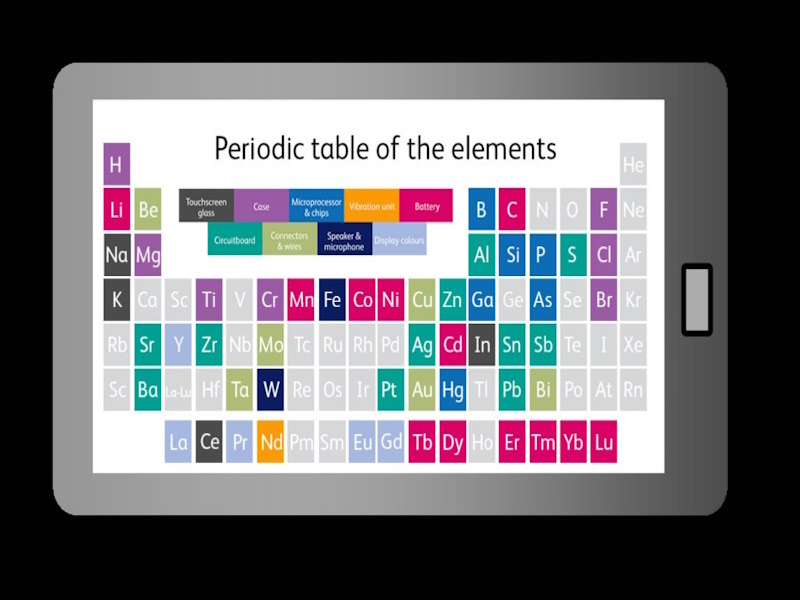 Periodic table of the elements
H He
Touchscreen glass Case Microprocessor & chips Vibration unit Battery
Li Be B C N O F Ne
Circuitboard Connectors & wires Speaker & microphone Display colours
Na Mg Al Si P S Cl Ar
K Ca Sc Ti V Cr Mn Fe Co Ni Cu Zn Ga Ge As Se Br Kr
Rb Sr Y Zr Nb Mo Tc Ru Rh Pd Ag Cd In Sn Sb Te I Xe
Sc Ba La-Lu Hf Ta W Re Os Ir Pt Au Hg Tl Pb Bi Po At Rn
La Ce Pr Nd Pm Sm Eu Gd Tb Dy Ho Er Tm Yb Lu